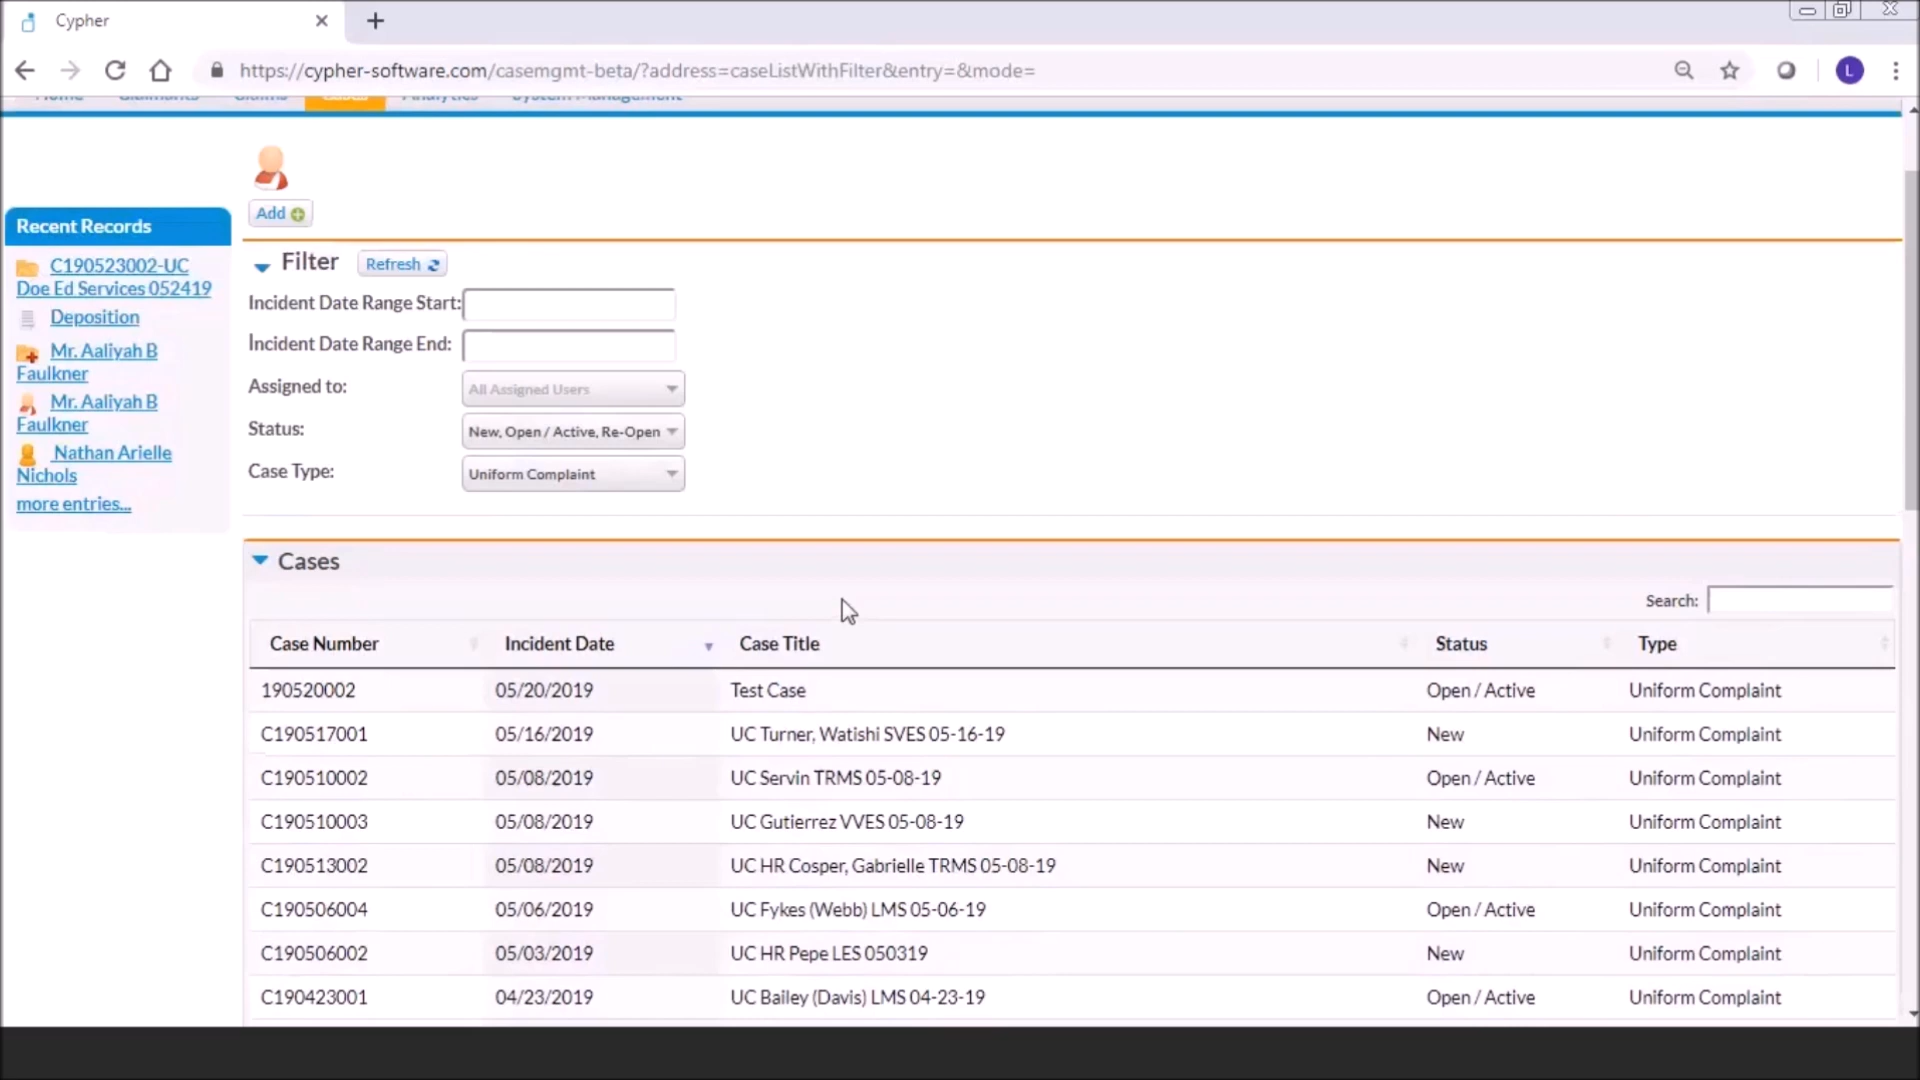 Cypher
https://cypher-software.com/casemgmt-beta/?address=caseListWithFilter&entry=&mode=
L
Home Claimants Claims Cases Analytics System Management
Add
Recent Records
C190523002-UC
Doe Ed Services 052419
Deposition
Mr. Aaliyah B
Faulkner
Mr. Aaliyah B
Faulkner
Nathan Arielle
Nichols
more entries...
Filter Refresh
Incident Date Range Start:
Incident Date Range End:
Assigned to: All Assigned Users
Status: New, Open / Active, Re-Open
Case Type: Uniform Complaint
Cases
Search:
Case Number Incident Date Case Title Status Type
190520002 05/20/2019 Test Case Open / Active Uniform Complaint
C190517001 05/16/2019 UC Turner, Watishi SVES 05-16-19 New Uniform Complaint
C190510002 05/08/2019 UC Servin TRMS 05-08-19 Open / Active Uniform Complaint
C190510003 05/08/2019 UC Gutierrez VVES 05-08-19 New Uniform Complaint
C190513002 05/08/2019 UC HR Cosper, Gabrielle TRMS 05-08-19 New Uniform Complaint
C190506004 05/06/2019 UC Fykes (Webb) LMS 05-06-19 Open / Active Uniform Complaint
C190506002 05/03/2019 UC HR Pepe LES 050319 New Uniform Complaint
C190423001 04/23/2019 UC Bailey (Davis) LMS 04-23-19 Open / Active Uniform Complaint